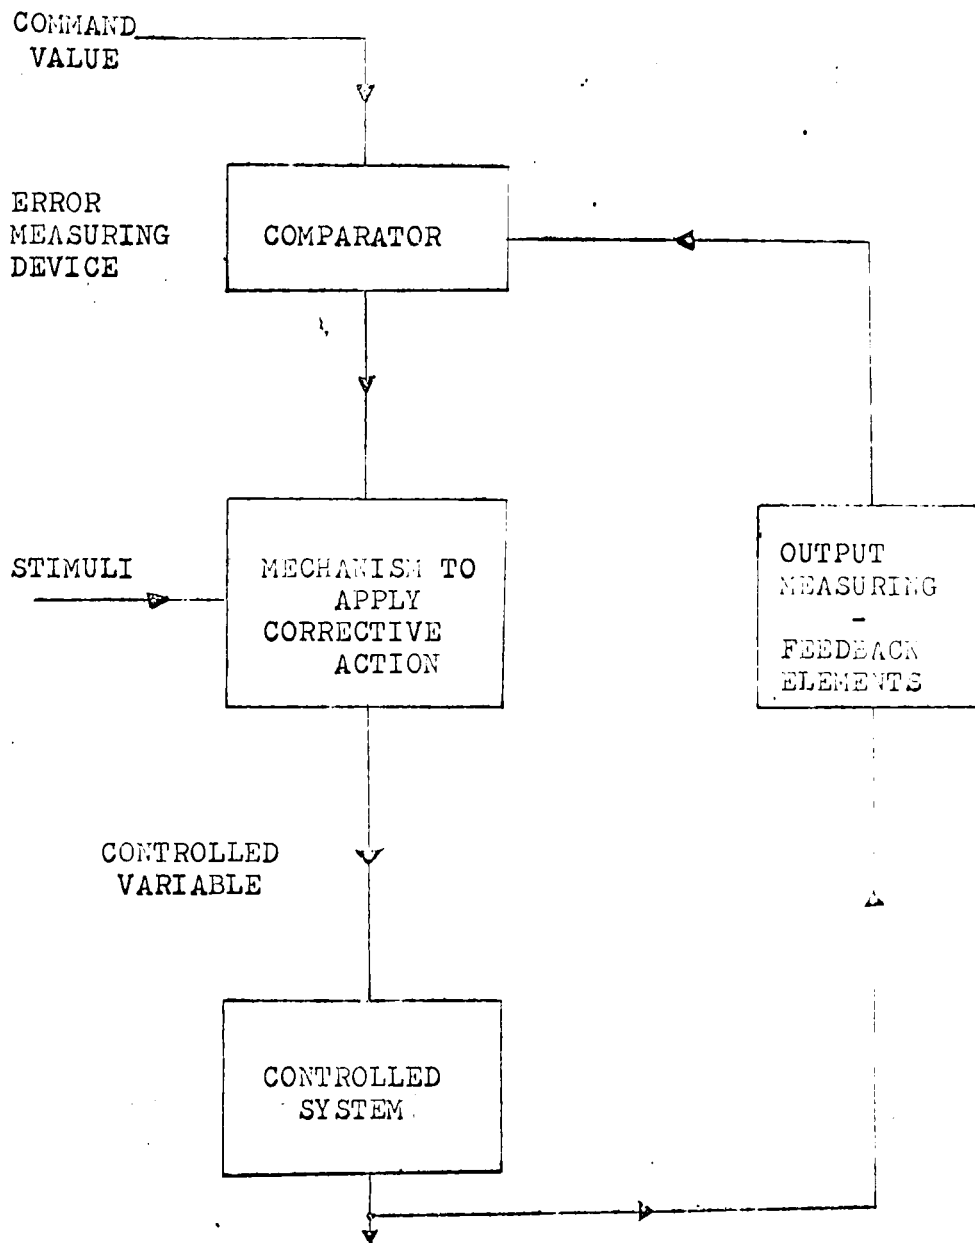 COMMAND
VALUE
ERROR
MEASURING
DEVICE
COMPARATOR
STIMULI
MECHANISM TO
APPLY
CORRECTIVE
ACTION
OUTPUT
MEASURING
-
FEEDBACK
ELEMENTS
CONTROLLED
VARIABLE
CONTROLLED
SYSTEM